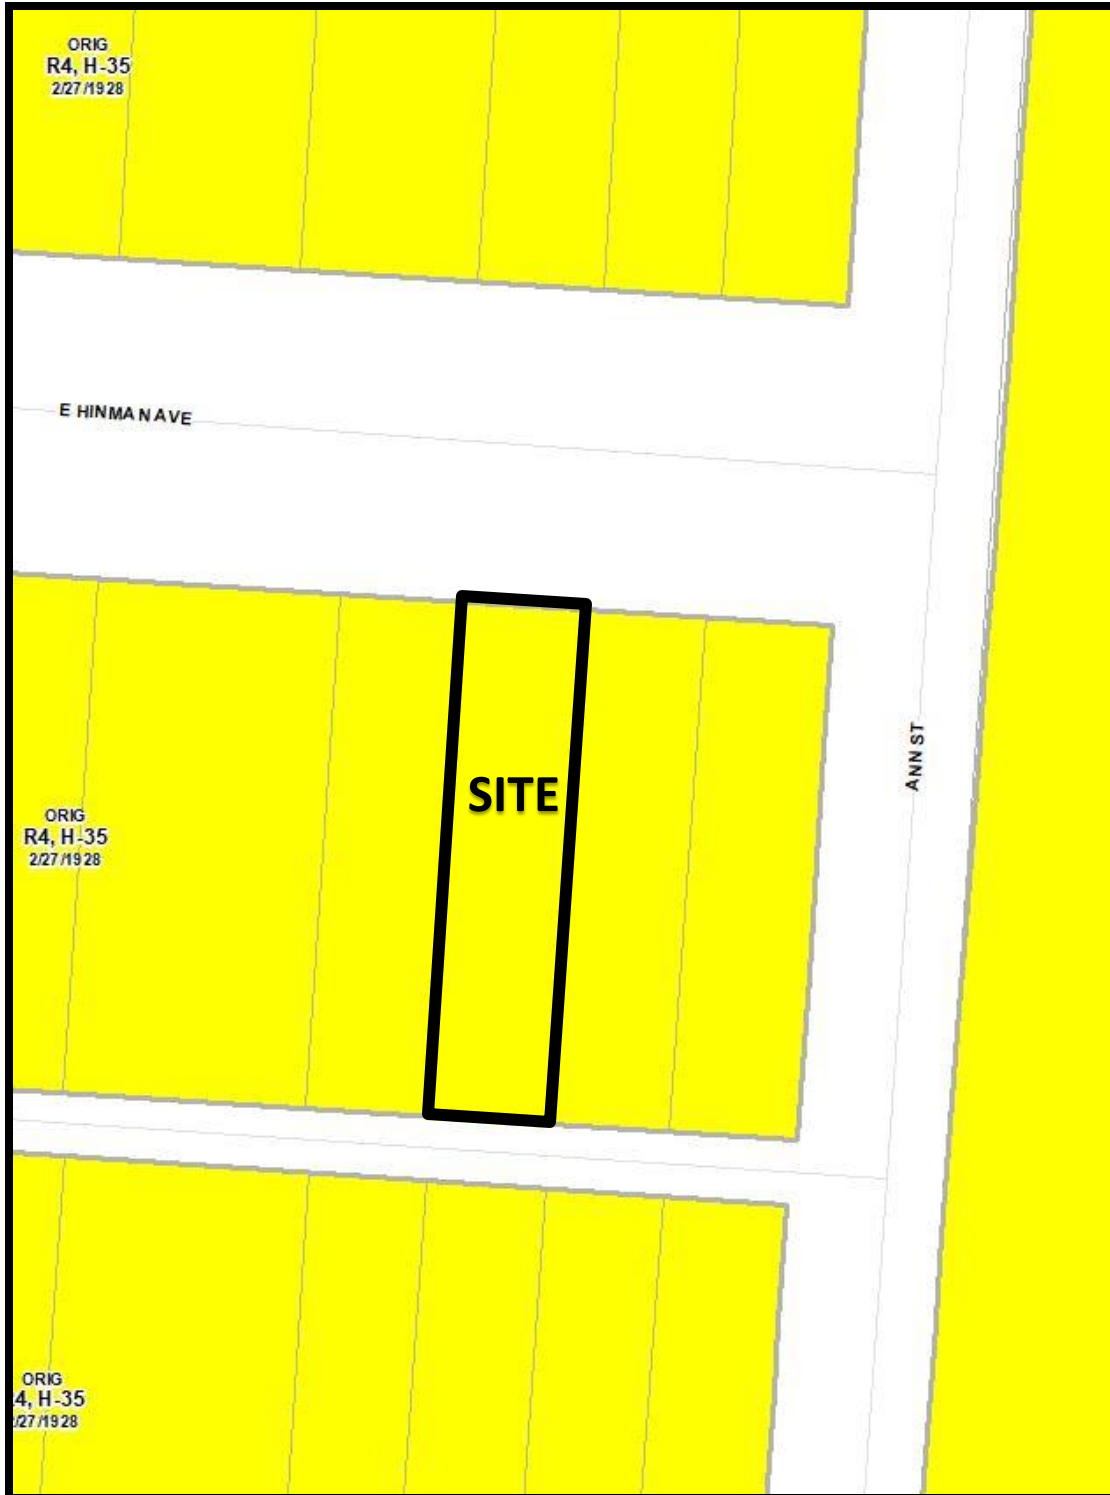 ORIG
R4, H-35
2/27/1928
E HINMAN AVE
SITE
ANN ST
ORIG
R4, H-35
2/27/1928
ORIG
4, H-35
/27/1928